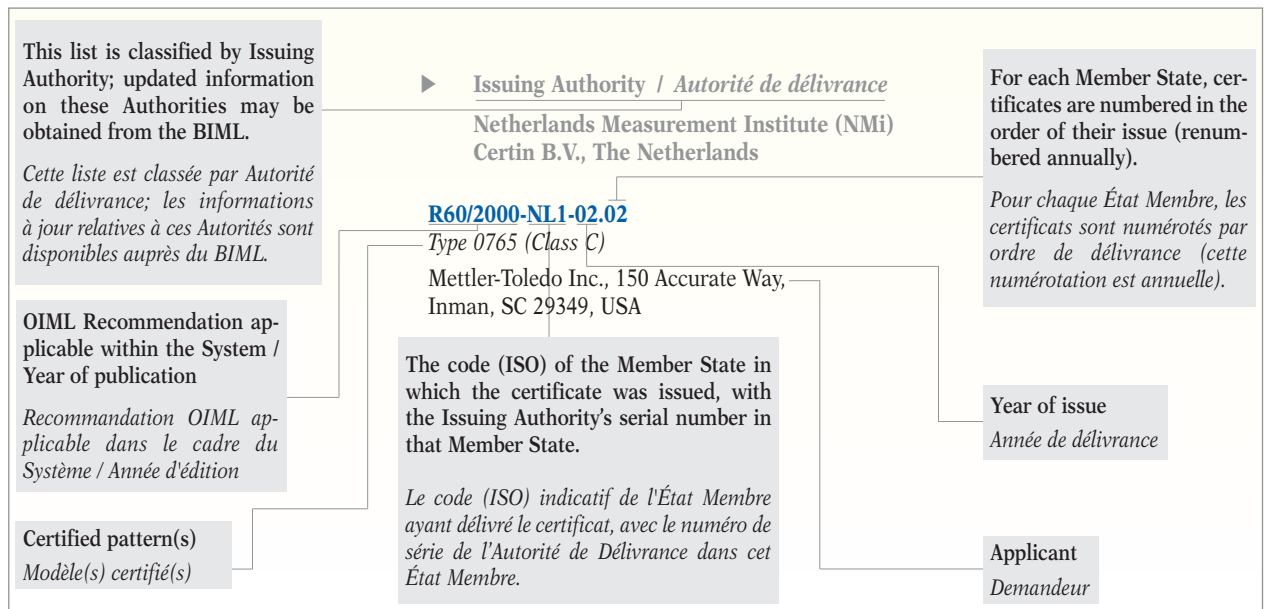 This list is classified by Issuing
Authority; updated information
on these Authorities may be
obtained from the BIML.
Cette liste est classée par Autorité
de délivrance; les informations
à jour relatives à ces Autorités sont
disponibles auprès du BIML.
▶ Issuing Authority / Autorité de délivrance
Netherlands Measurement Institute (NMi)
Certin B.V., The Netherlands
For each Member State, cer-
tificates are numbered in the
order of their issue (renum-
bered annually).
Pour chaque État Membre, les
certificats sont numérotés par
ordre de délivrance (cette
numérotation est annuelle).
R60/2000-NL1-02.02
Type 0765 (Class C)
Mettler-Toledo Inc., 150 Accurate Way,
Inman, SC 29349, USA
OIML Recommendation ap-
plicable within the System /
Year of publication
Recommandation OIML ap-
plicable dans le cadre du
Système / Année d'édition
The code (ISO) of the Member State in
which the certificate was issued, with
the Issuing Authority's serial number in
that Member State.
Le code (ISO) indicatif de l'État Membre
ayant délivré le certificat, avec le numéro de
série de l'Autorité de Délivrance dans cet
État Membre.
Year of issue
Année de délivrance
Certified pattern(s)
Modèle(s) certifié(s)
Applicant
Demandeur